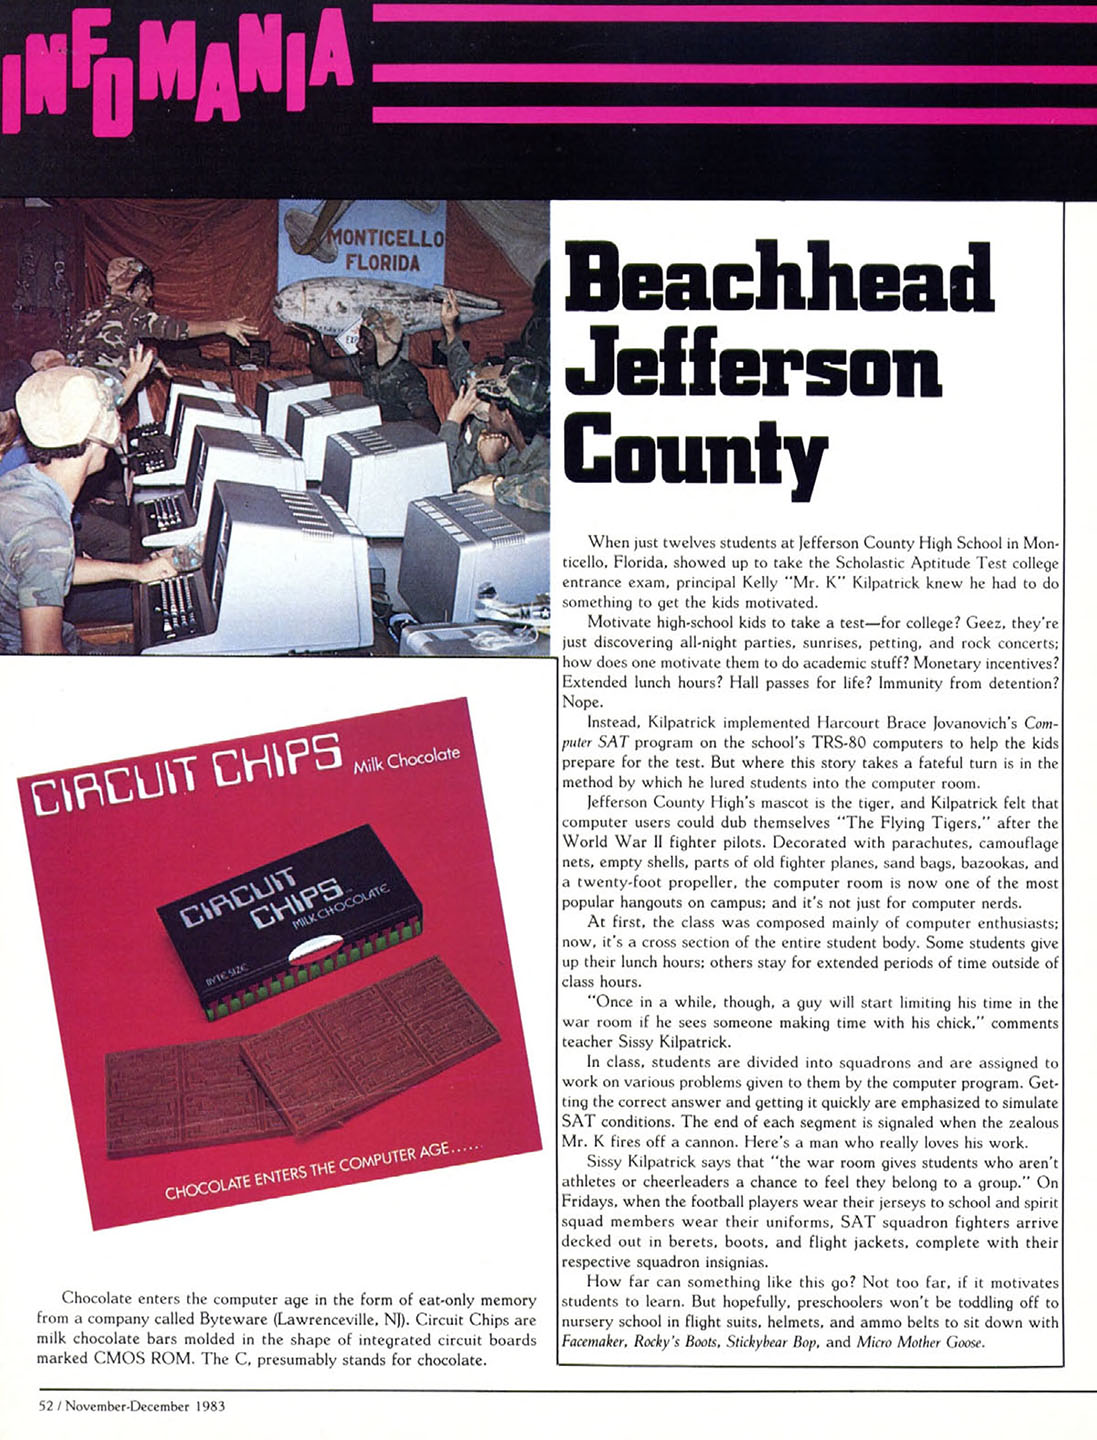 INFOMANIA
MONTICELLO
FLORIDA
Beachhead
Jefferson
County
When just twelves students at Jefferson County High School in Mon-
ticello, Florida, showed up to take the Scholastic Aptitude Test college
entrance exam, principal Kelly "Mr. K" Kilpatrick knew he had to do
something to get the kids motivated.
Motivate high-school kids to take a test—for college? Geez, they're
just discovering all-night parties, sunrises, petting, and rock concerts;
how does one motivate them to do academic stuff? Monetary incentives?
Extended lunch hours? Hall passes for life? Immunity from detention?
Nope.
Instead, Kilpatrick implemented Harcourt Brace Jovanovich's Com-
puter SAT program on the school's TRS-80 computers to help the kids
prepare for the test. But where this story takes a fateful turn is in the
method by which he lured students into the computer room.
Jefferson County High's mascot is the tiger, and Kilpatrick felt that
computer users could dub themselves "The Flying Tigers," after the
World War II fighter pilots. Decorated with parachutes, camouflage
nets, empty shells, parts of old fighter planes, sand bags, bazookas, and
a twenty-foot propeller, the computer room is now one of the most
popular hangouts on campus; and it's not just for computer nerds.
At first, the class was composed mainly of computer enthusiasts;
now, it's a cross section of the entire student body. Some students give
up their lunch hours; others stay for extended periods of time outside of
class hours.
"Once in a while, though, a guy will start limiting his time in the
war room if he sees someone making time with his chick," comments
teacher Sissy Kilpatrick.
In class, students are divided into squadrons and are assigned to
work on various problems given to them by the computer program. Get-
ting the correct answer and getting it quickly are emphasized to simulate
SAT conditions. The end of each segment is signaled when the zealous
Mr. K fires off a cannon. Here's a man who really loves his work.
Sissy Kilpatrick says that "the war room gives students who aren't
athletes or cheerleaders a chance to feel they belong to a group." On
Fridays, when the football players wear their jerseys to school and spirit
squad members wear their uniforms, SAT squadron fighters arrive
decked out in berets, boots, and flight jackets, complete with their
respective squadron insignias.
How far can something like this go? Not too far, if it motivates
students to learn. But hopefully, preschoolers won't be toddling off to
nursery school in flight suits, helmets, and ammo belts to sit down with
Facemaker, Rocky's Boots, Stickybear Bop, and Micro Mother Goose.
CIRCUIT CHIPS Milk Chocolate
CIRCUIT
CHIPS
MILK CHOCOLATE
BYTE SIZE
CHOCOLATE ENTERS THE COMPUTER AGE.....
Chocolate enters the computer age in the form of eat-only memory
from a company called Byteware (Lawrenceville, NJ). Circuit Chips are
milk chocolate bars molded in the shape of integrated circuit boards
marked CMOS ROM. The C, presumably stands for chocolate.
52 / November-December 1983